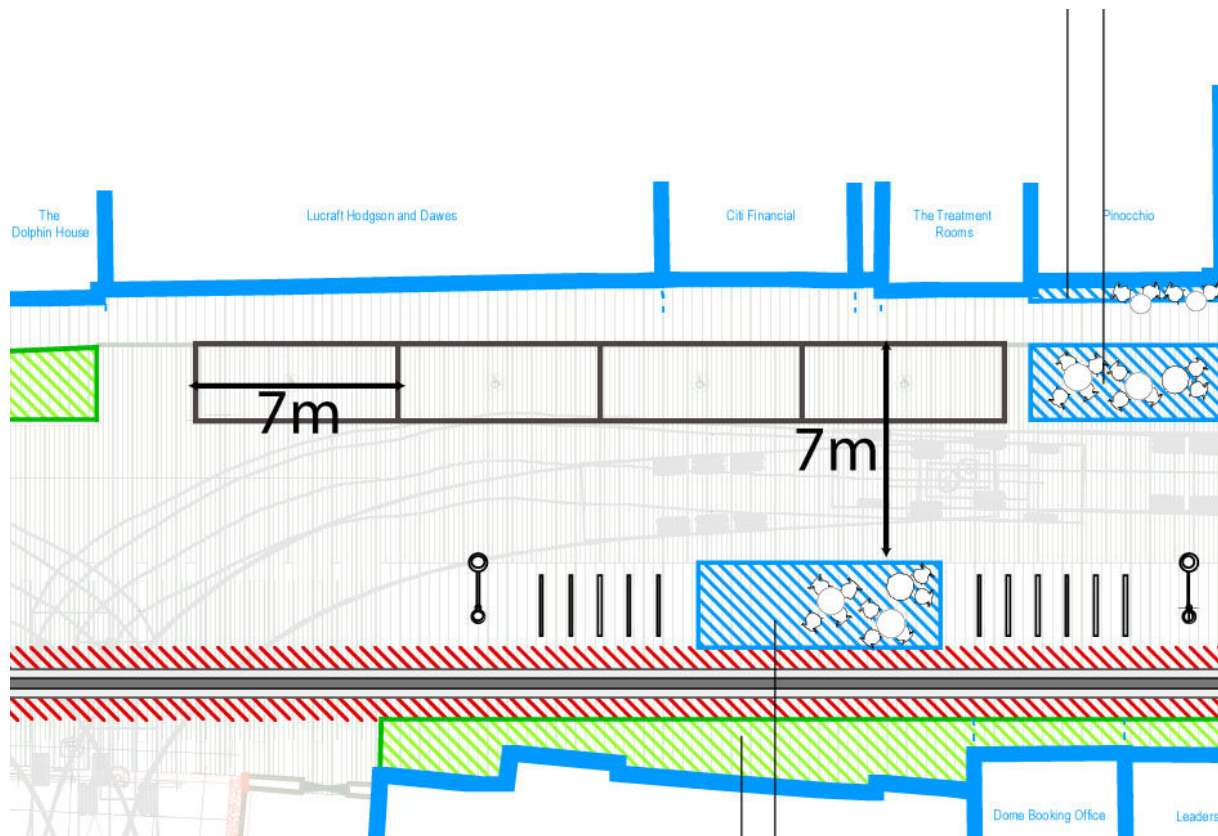 The
Dolphin House
Lucraft Hodgson and Dawes
Citi Financial
The Treatment
Rooms
Pinocchio
7m
7m
Dome Booking Office
Leaders